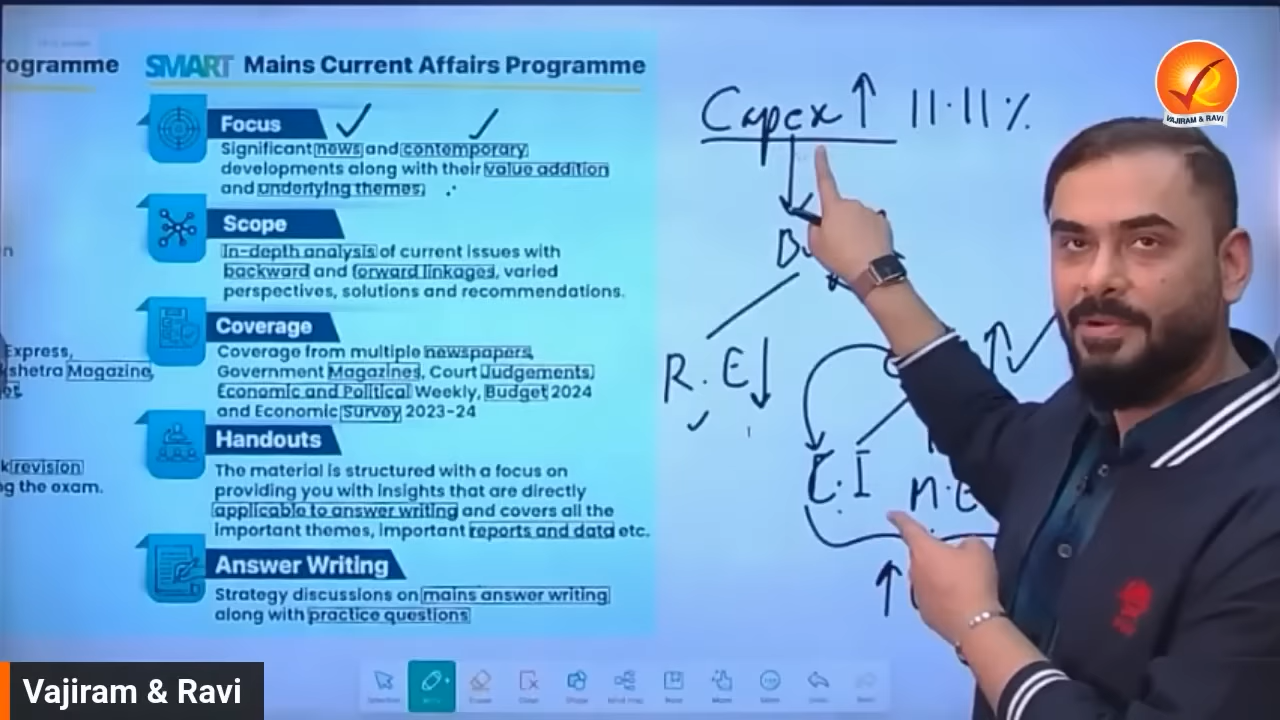 ogramme
SMART Mains Current Affairs Programme
Focus
Significant news and contemporary
developments along with their value addition
and underlying themes.
Scope
In-depth analysis of current issues with
backward and forward linkages, varied
perspectives, solutions and recommendations.
Coverage
Express,
Coverage from multiple newspapers,
shetra Magazine,
Government Magazines, Court Judgements,
Economic and Political Weekly, Budget 2024
and Economic Survey 2023-24
Handouts
k revision
g the exam.
The material is structured with a focus on
providing you with insights that are directly
applicable to answer writing and covers all the
important themes, important reports and data etc.
Answer Writing
Strategy discussions on mains answer writing
along with practice questions
Capex ↑ 11.11%
R.E ↓
C.I
M.E
VAJIRAM & RAVI
Vajiram & Ravi